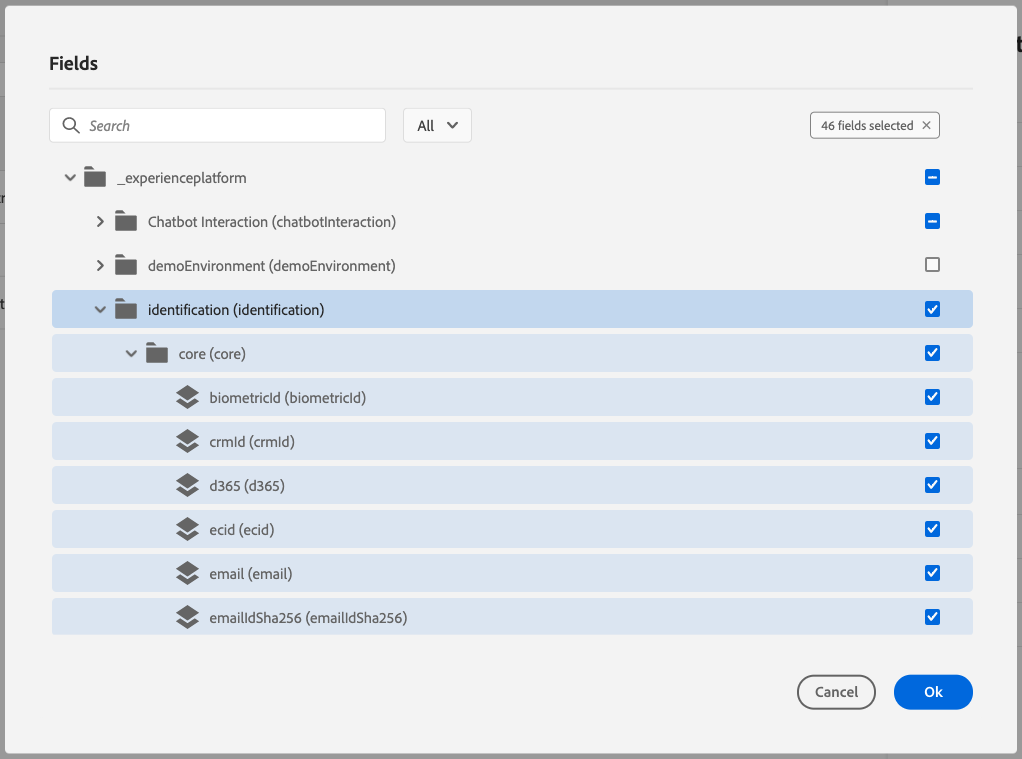 Fields
Search
All
46 fields selected
_experienceplatform
Chatbot Interaction (chatbotInteraction)
demoEnvironment (demoEnvironment)
identification (identification)
core (core)
biometricId (biometricId)
crmId (crmId)
d365 (d365)
ecid (ecid)
email (email)
emailIdSha256 (emailIdSha256)
Cancel
Ok